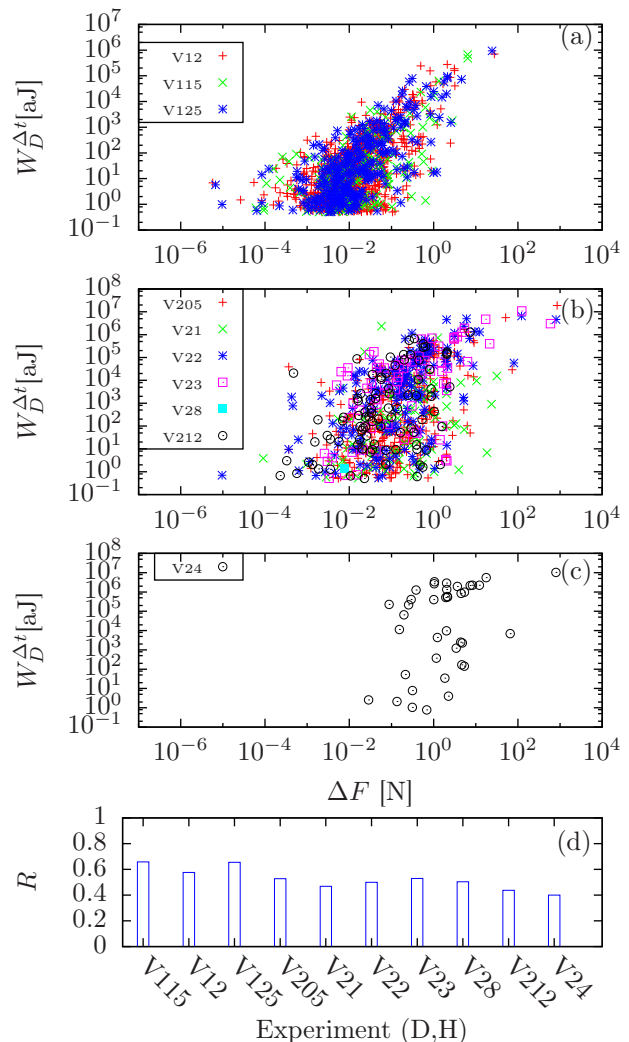 (a)
V12
V115
V125
W_D^{Δt}[aJ]
10^7
10^6
10^5
10^4
10^3
10^2
10^1
10^0
10^{-1}
10^{-6} 10^{-4} 10^{-2} 10^0 10^2 10^4
(b)
V205
V21
V22
V23
V28
V212
W_D^{Δt}[aJ]
10^8
10^7
10^6
10^5
10^4
10^3
10^2
10^1
10^0
10^{-1}
10^{-6} 10^{-4} 10^{-2} 10^0 10^2 10^4
(c)
V24
W_D^{Δt}[aJ]
10^8
10^7
10^6
10^5
10^4
10^3
10^2
10^1
10^0
10^{-1}
10^{-6} 10^{-4} 10^{-2} 10^0 10^2 10^4
ΔF [N]
(d)
R
1
0.8
0.6
0.4
0.2
0
V115 V12 V125 V205 V21 V22 V23 V28 V212 V24
Experiment (D,H)